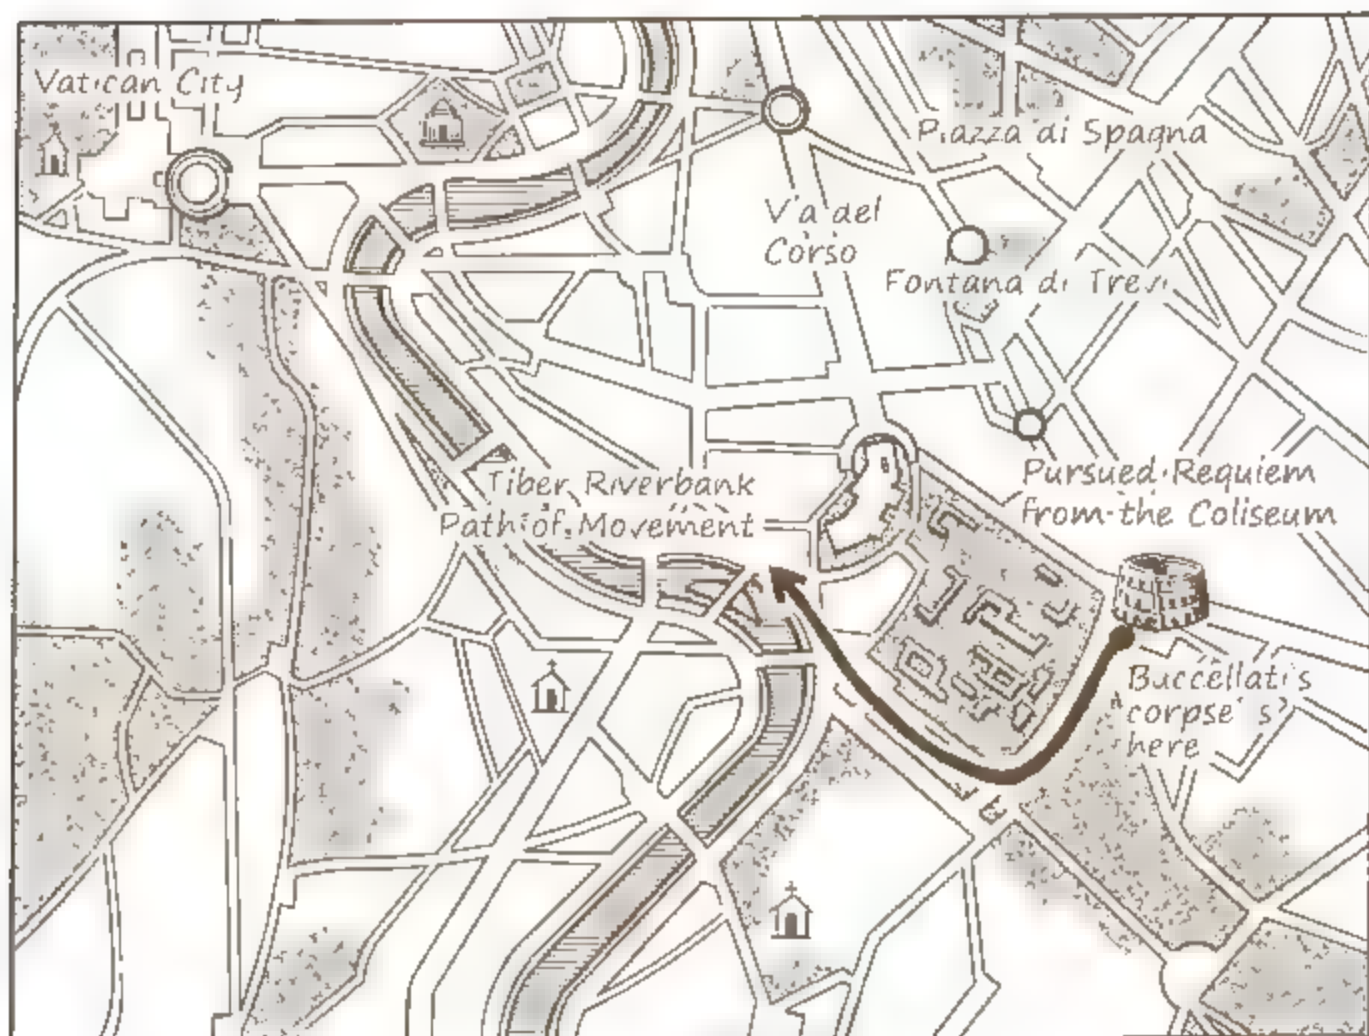 Vatican City
Piazza di Spagna
Via del
Corso
Fontana di Trevi
Tiber Riverbank
Path of Movement
Pursued Requiem
from the Coliseum
Buccellati's
corpse is
here